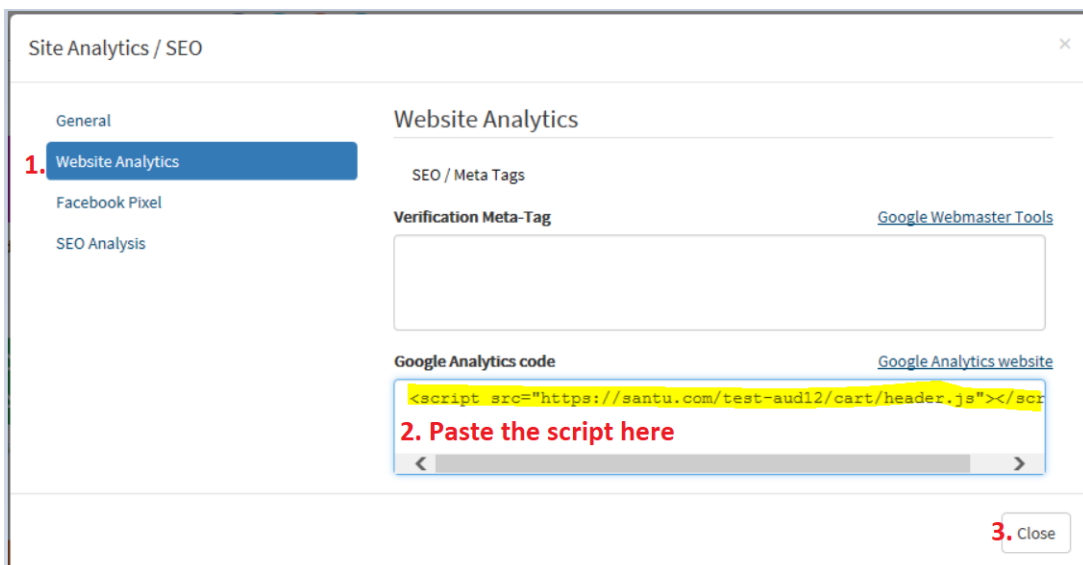 Site Analytics / SEO ×
General
1. Website Analytics
Facebook Pixel
SEO Analysis
Website Analytics
SEO / Meta Tags
Verification Meta-Tag Google Webmaster Tools
Google Analytics code Google Analytics website
<script src="https://santu.com/test-aud12/cart/header.js"></scr
2. Paste the script here
3. Close